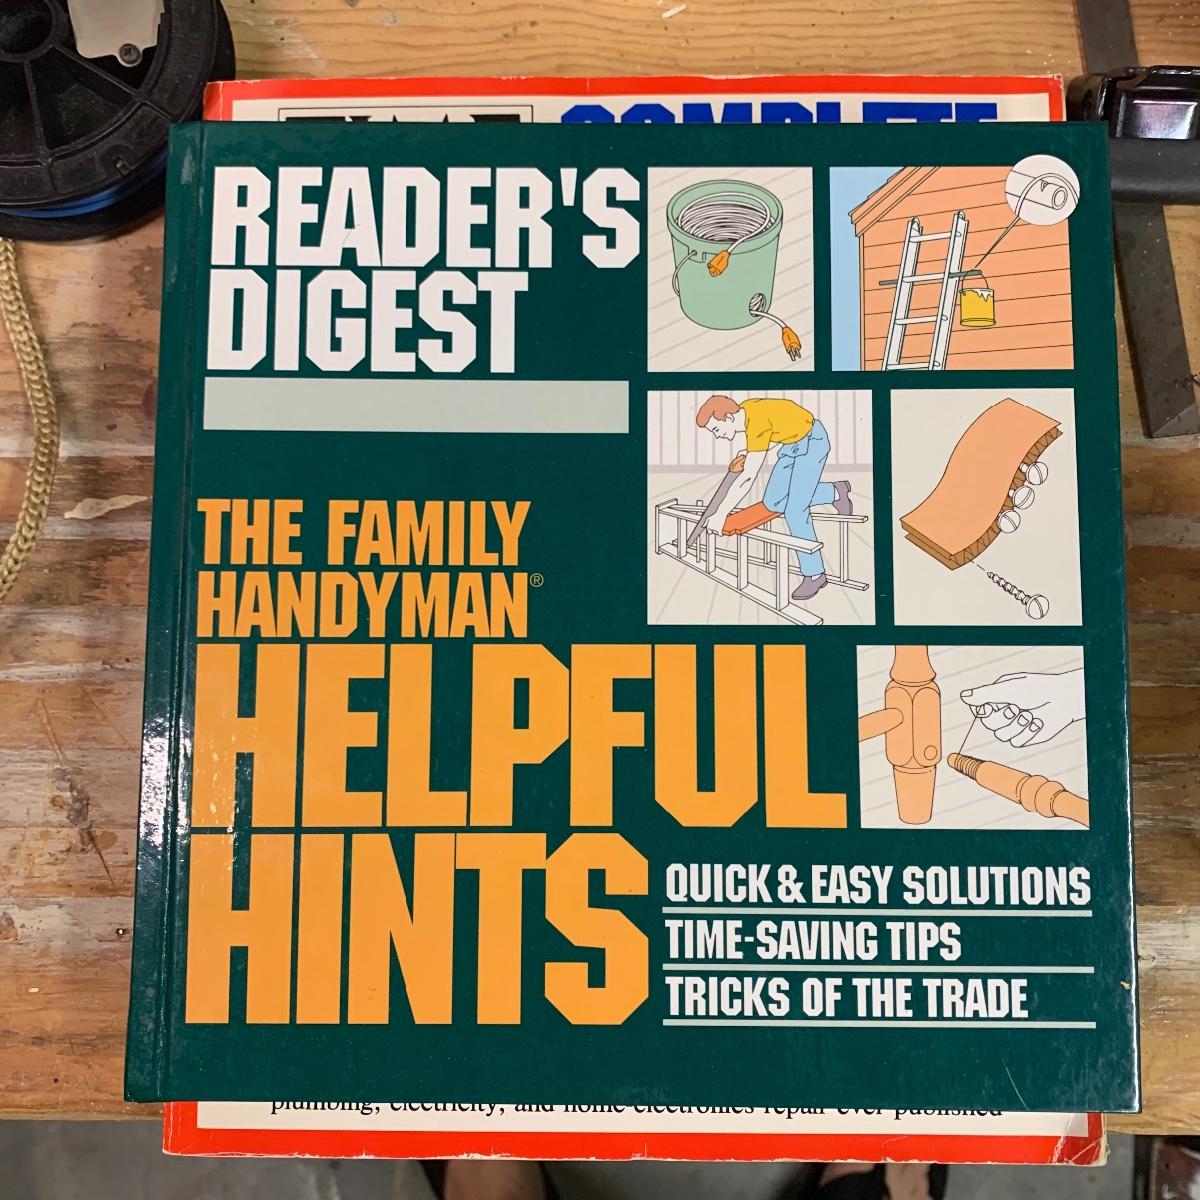 COMPLETE
READER'S
DIGEST
THE FAMILY
HANDYMAN®
HELPFUL
HINTS
QUICK & EASY SOLUTIONS
TIME-SAVING TIPS
TRICKS OF THE TRADE
plumbing, electricity, and home electronics repair ever published